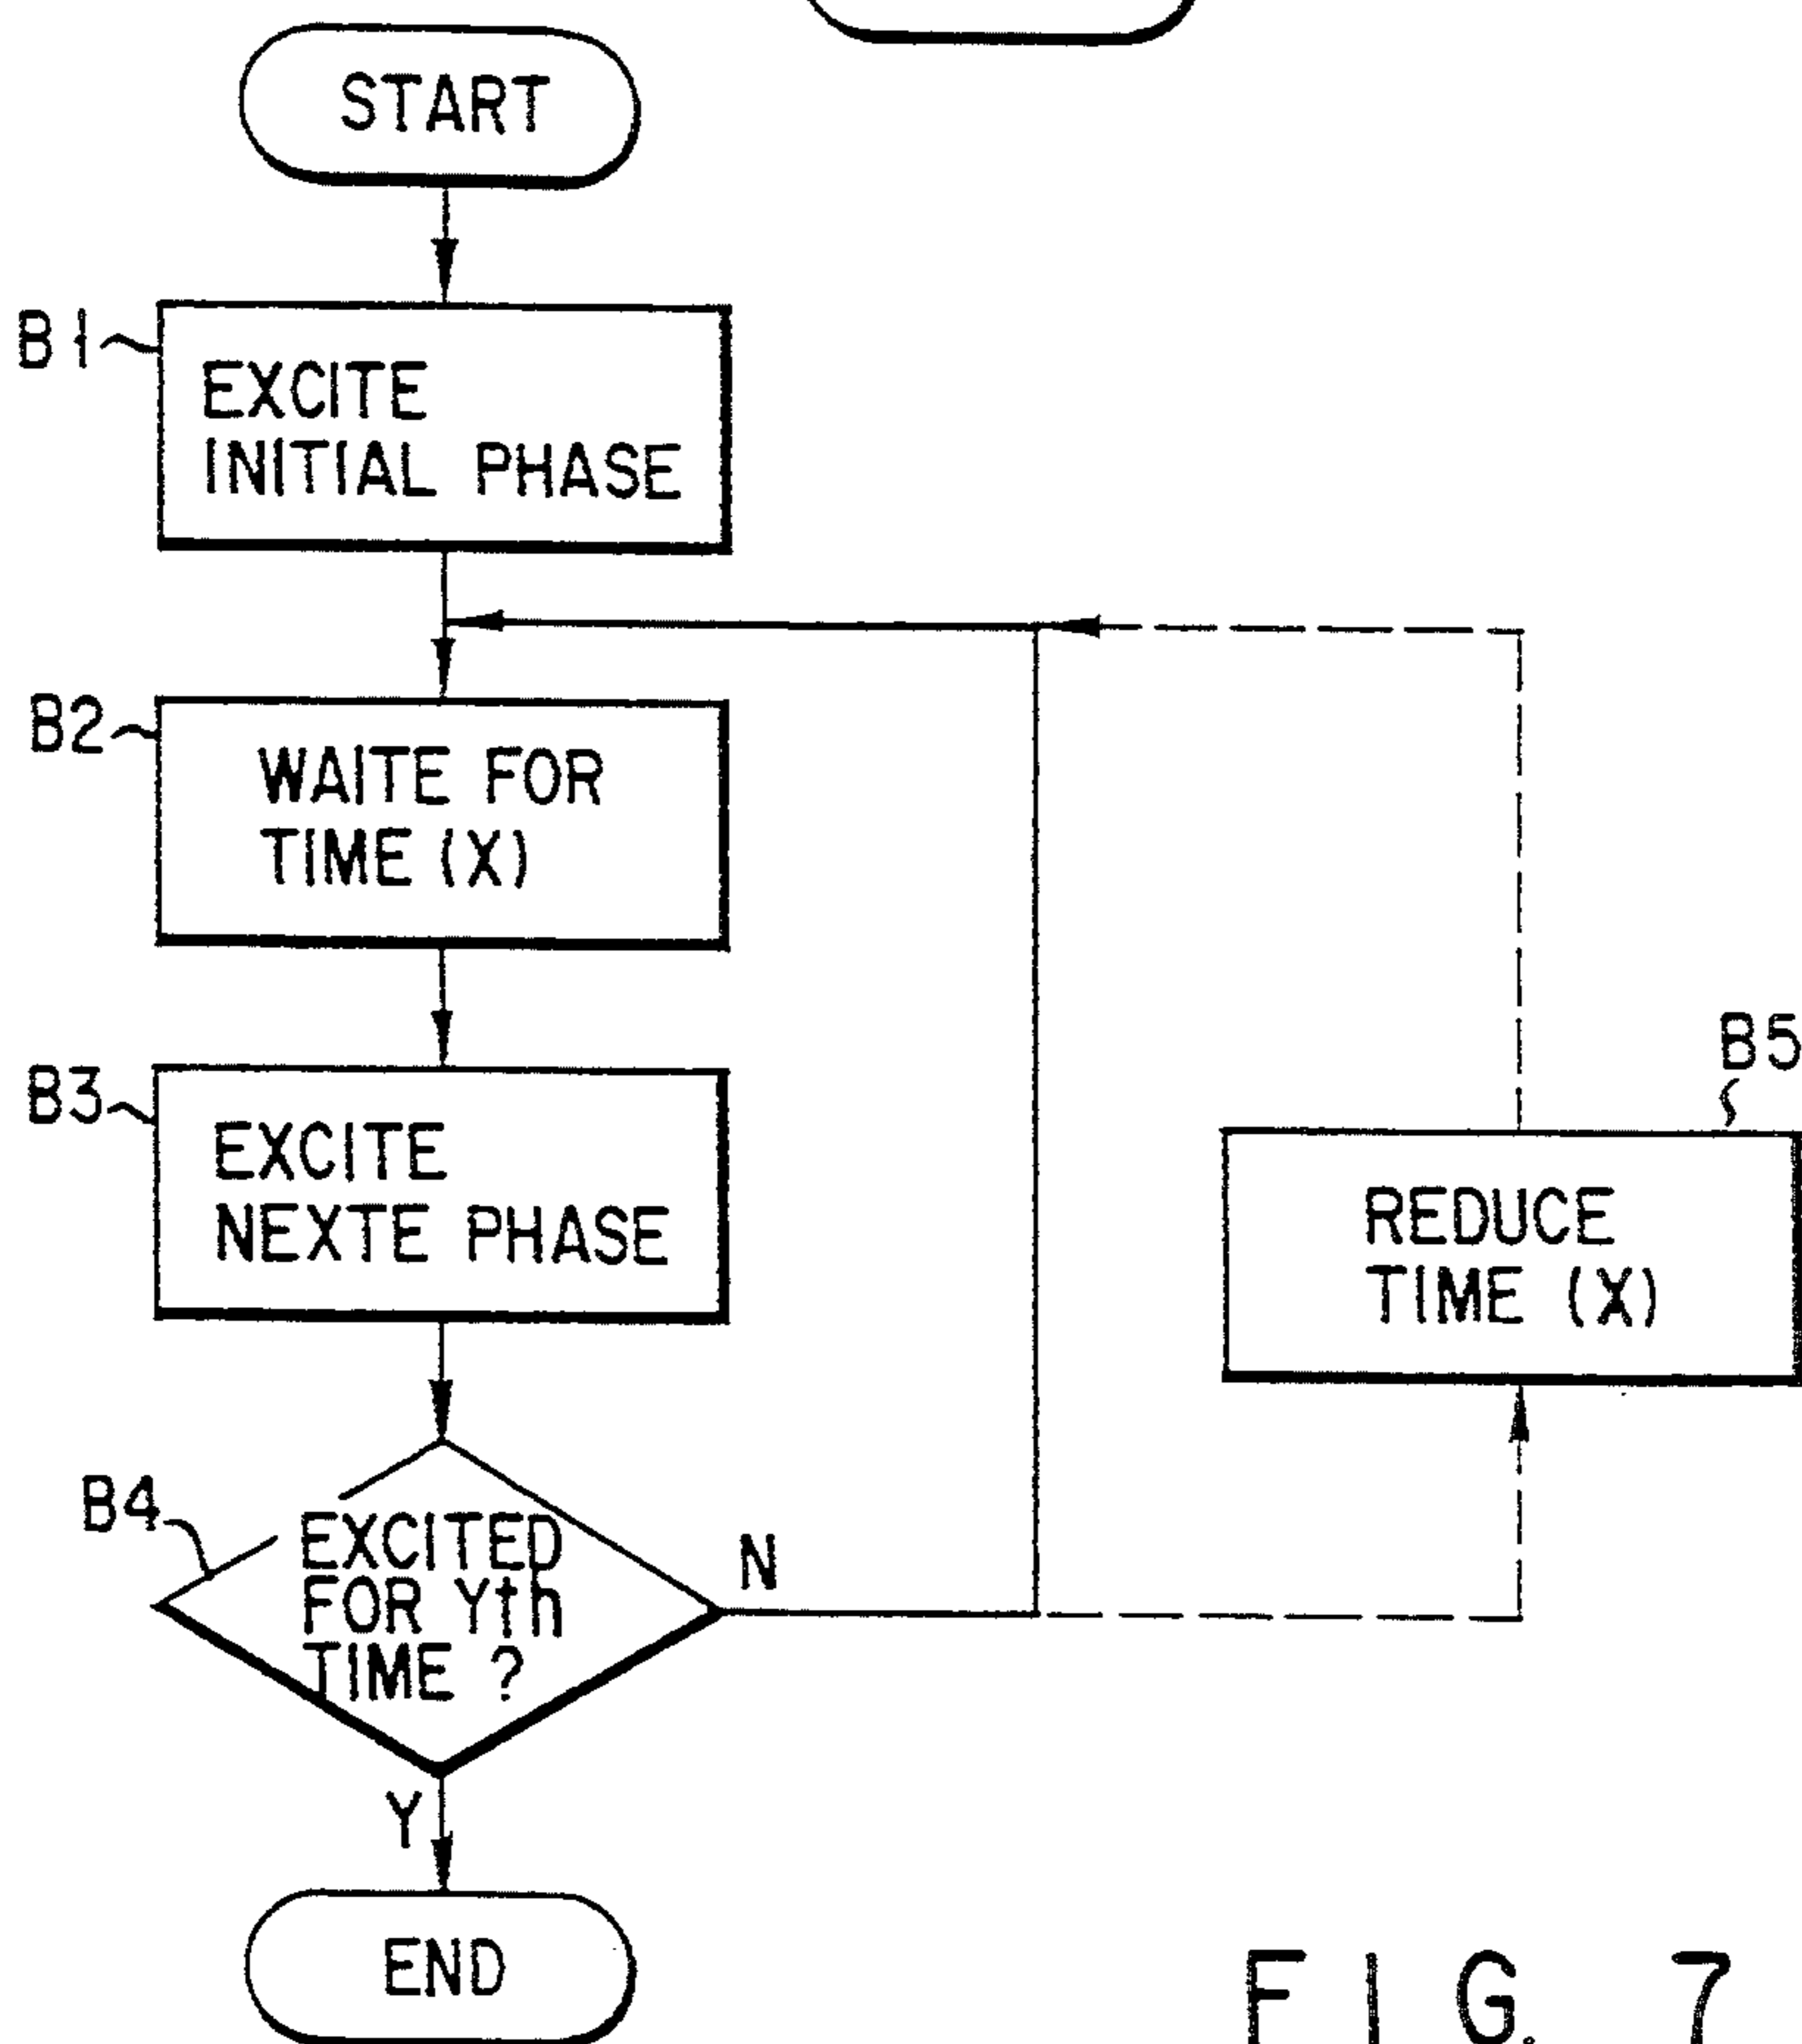 START
B1
EXCITE
INITIAL PHASE
B2
WAITE FOR
TIME (X)
B3
EXCITE
NEXTE PHASE
B5
REDUCE
TIME (X)
B4
EXCITED
FOR Yth
TIME ?
N
Y
END
FIG. 7